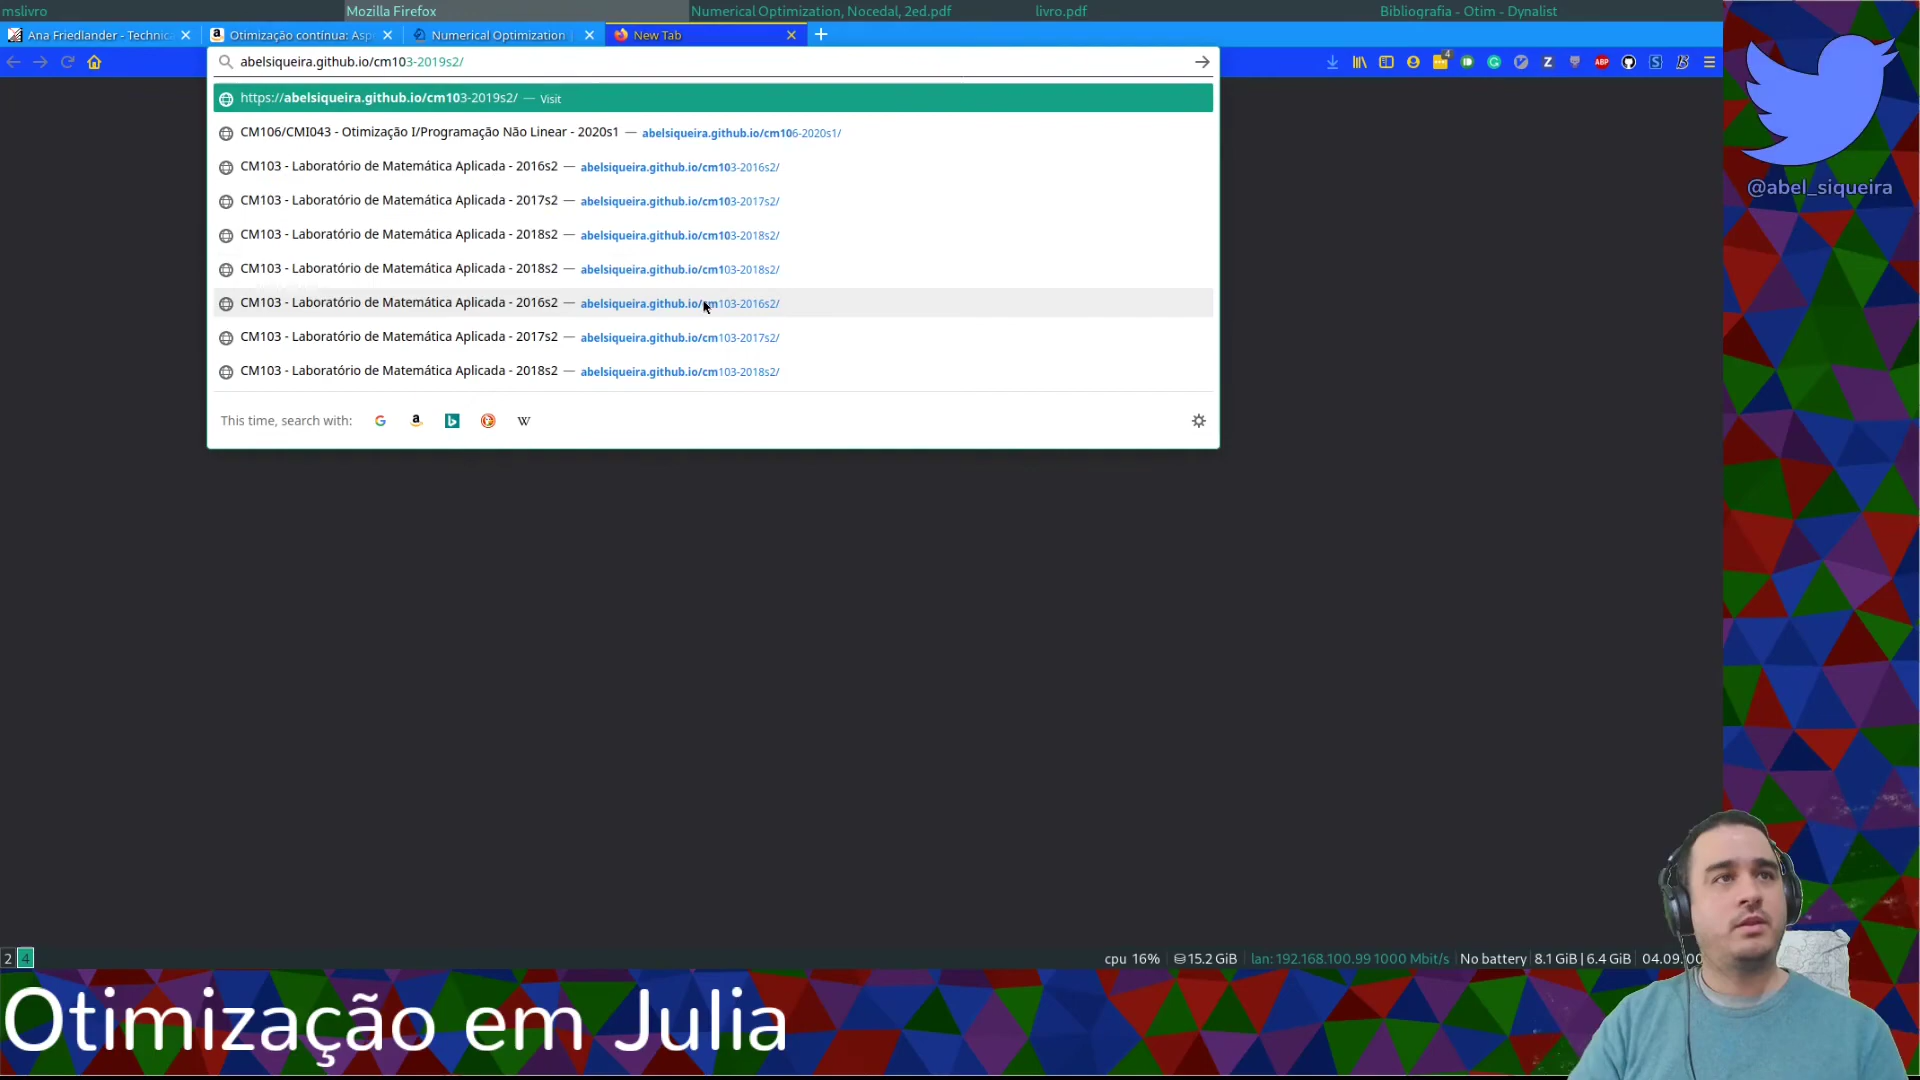 mslivro
Mozilla Firefox
Numerical Optimization, Nocedal, 2ed.pdf
livro.pdf
Bibliografia - Otim - Dynalist
Ana Friedlander - Technic
Otimização contínua: Aspe
Numerical Optimization
New Tab
abelsiqueira.github.io/cm103-2019s2/
4
ABP
https://abelsiqueira.github.io/cm103-2019s2/ — Visit
CM106/CMI043 - Otimização I/Programação Não Linear - 2020s1 — abelsiqueira.github.io/cm106-2020s1/
CM103 - Laboratório de Matemática Aplicada - 2016s2 — abelsiqueira.github.io/cm103-2016s2/
CM103 - Laboratório de Matemática Aplicada - 2017s2 — abelsiqueira.github.io/cm103-2017s2/
CM103 - Laboratório de Matemática Aplicada - 2018s2 — abelsiqueira.github.io/cm103-2018s2/
CM103 - Laboratório de Matemática Aplicada - 2018s2 — abelsiqueira.github.io/cm103-2018s2/
CM103 - Laboratório de Matemática Aplicada - 2016s2 — abelsiqueira.github.io/cm103-2016s2/
CM103 - Laboratório de Matemática Aplicada - 2017s2 — abelsiqueira.github.io/cm103-2017s2/
CM103 - Laboratório de Matemática Aplicada - 2018s2 — abelsiqueira.github.io/cm103-2018s2/
This time, search with:
@abel_siqueira
2 4
cpu 16% 15.2 GiB lan: 192.168.100.99 1000 Mbit/s No battery 8.1 GiB | 6.4 GiB 04.09.
Otimização em Julia